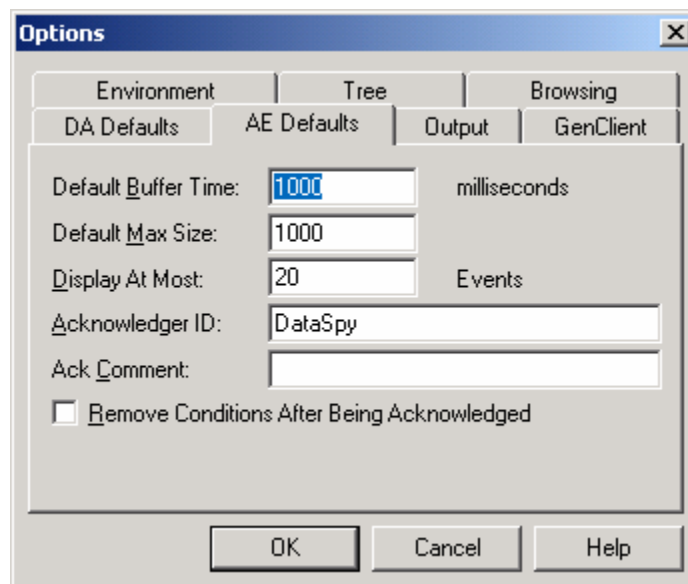 Options
Environment Tree Browsing
DA Defaults AE Defaults Output GenClient
Default Buffer Time: 1000 milliseconds
Default Max Size: 1000
Display At Most: 20 Events
Acknowledger ID: DataSpy
Ack Comment:
Remove Conditions After Being Acknowledged
OK Cancel Help